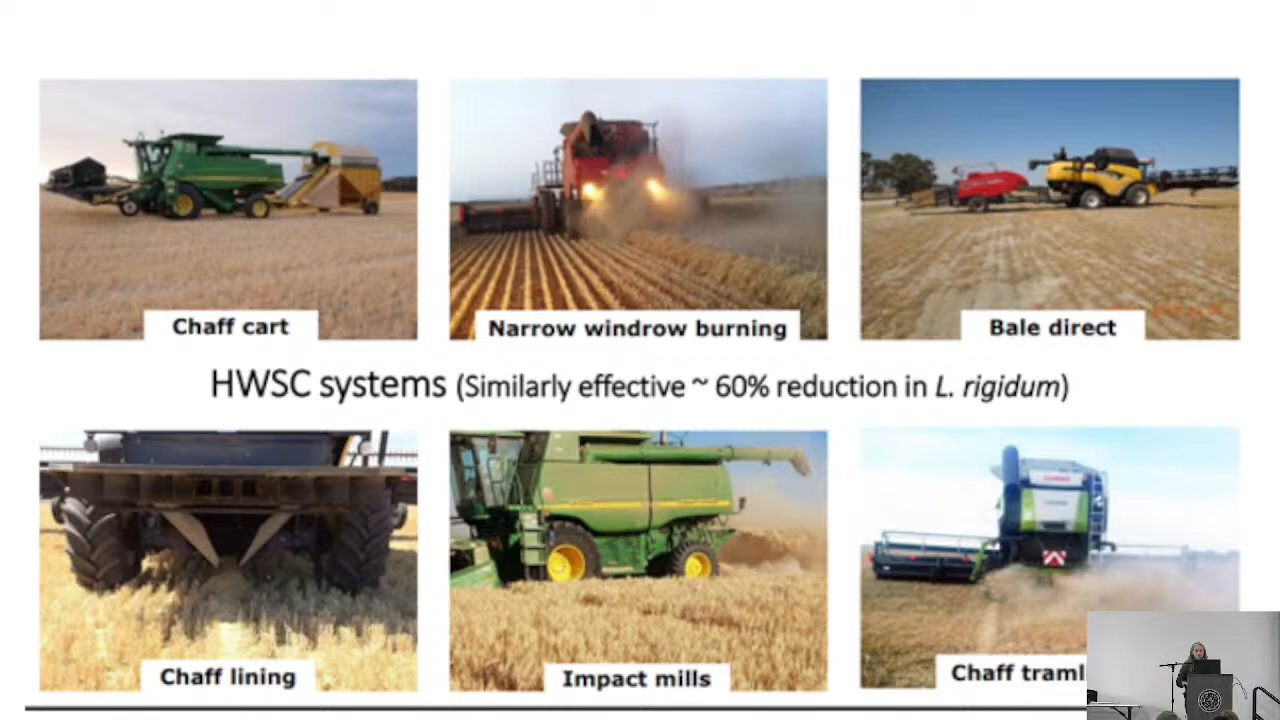 Chaff cart
Narrow windrow burning
Bale direct
HWSC systems (Similarly effective ~ 60% reduction in L. rigidum)
Chaff lining
Impact mills
Chaff